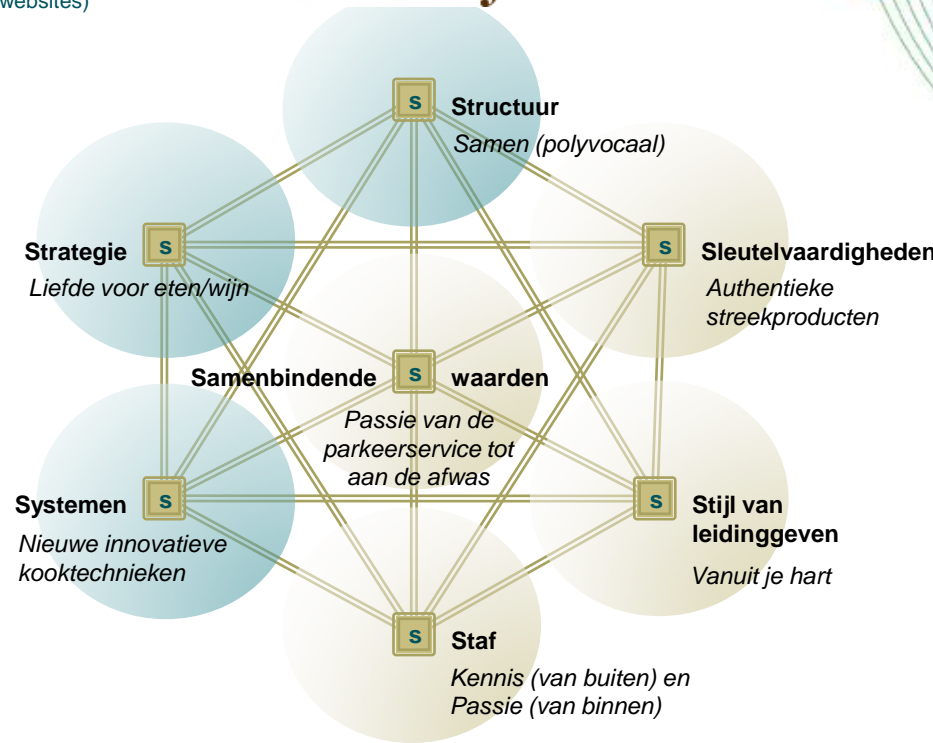 websites)
s
Structuur
Samen (polyvocaal)
Strategie
s
Liefde voor eten/wijn
s
Sleutelvaardigheden
Authentieke
streekproducten
Samenbindende
s
waarden
Passie van de
parkeerservice tot
aan de afwas
Systemen
s
Nieuwe innovatieve
kooktechnieken
s
Stijl van
leidinggeven
Vanuit je hart
s
Staf
Kennis (van buiten) en
Passie (van binnen)